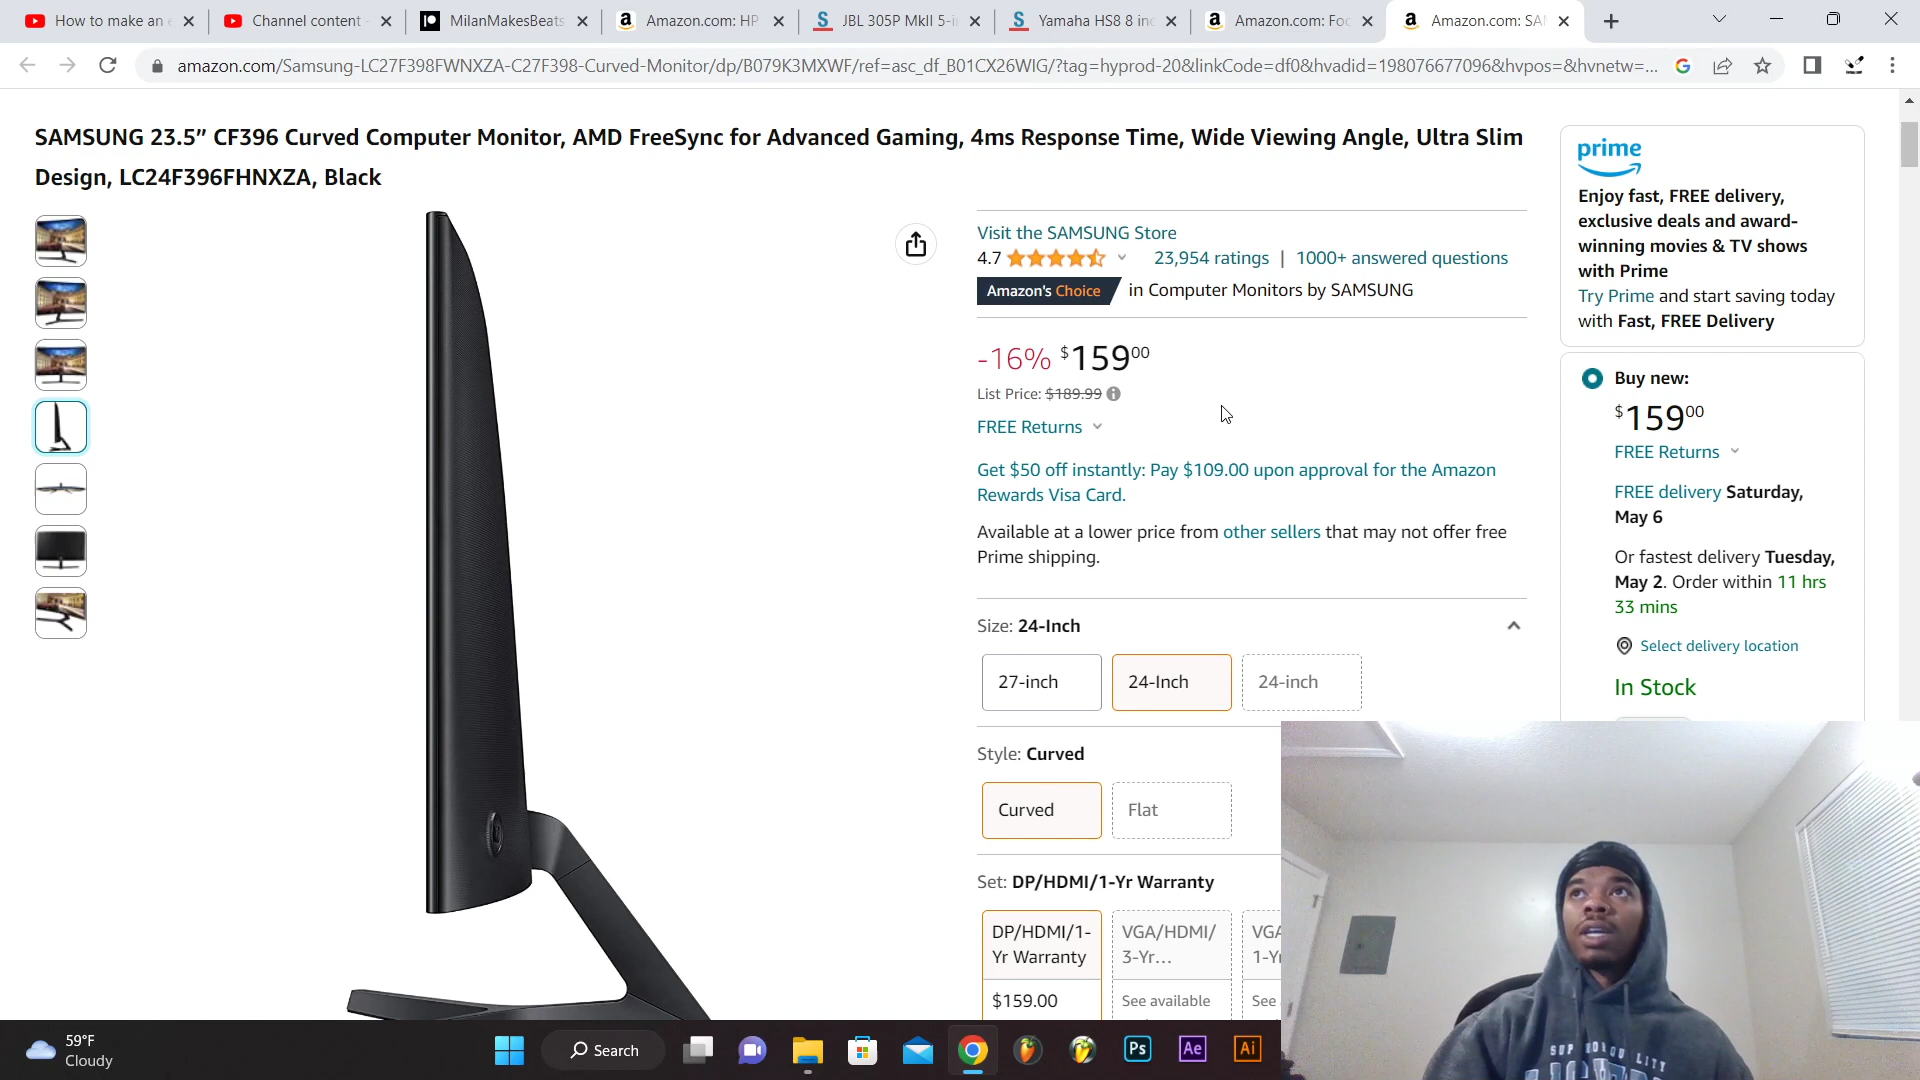 How to make an
Channel content
MilanMakesBeats
Amazon.com: HP
JBL 305P MkII 5-i
Yamaha HS8 8 in
Amazon.com: Foc
Amazon.com: SA
amazon.com/Samsung-LC27F398FWNXZA-C27F398-Curved-Monitor/dp/B079K3MXWF/ref=asc_df_B01CX26WIG/?tag=hyprod-20&linkCode=df0&hvadid=198076677096&hvpos=&hvnetw=...
SAMSUNG 23.5” CF396 Curved Computer Monitor, AMD FreeSync for Advanced Gaming, 4ms Response Time, Wide Viewing Angle, Ultra Slim
Design, LC24F396FHNXZA, Black
Visit the SAMSUNG Store
4.7 23,954 ratings | 1000+ answered questions
Amazon's Choice in Computer Monitors by SAMSUNG
-16% $15900
List Price: $189.99
FREE Returns
Get $50 off instantly: Pay $109.00 upon approval for the Amazon
Rewards Visa Card.
Available at a lower price from other sellers that may not offer free
Prime shipping.
Size: 24-Inch
27-inch
24-Inch
24-inch
Style: Curved
Curved
Flat
Set: DP/HDMI/1-Yr Warranty
DP/HDMI/1-
Yr Warranty
$159.00
VGA/HDMI/
3-Yr...
See available
VGA
1-Y
See
prime
Enjoy fast, FREE delivery,
exclusive deals and award-
winning movies & TV shows
with Prime
Try Prime and start saving today
with Fast, FREE Delivery
Buy new:
$15900
FREE Returns
FREE delivery Saturday,
May 6
Or fastest delivery Tuesday,
May 2. Order within 11 hrs
33 mins
Select delivery location
In Stock
59°F
Cloudy
Search
Ps
Ae
Ai